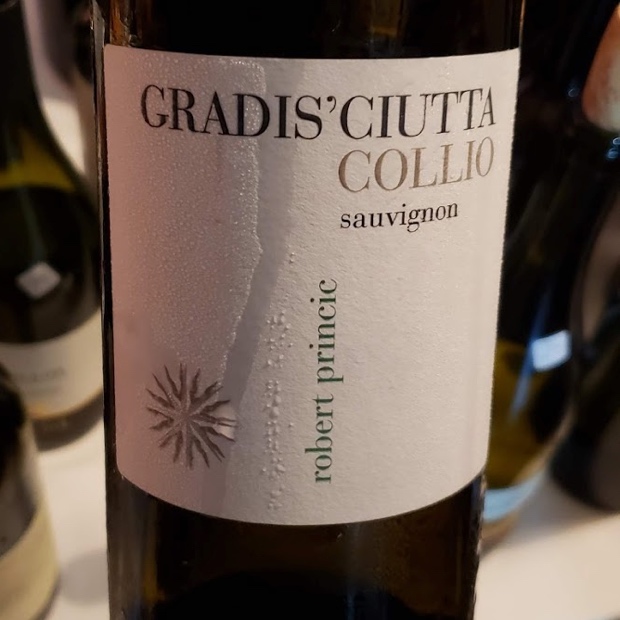 GRADIS'CIUTTA
COLLIO
sauvignon
robert princic